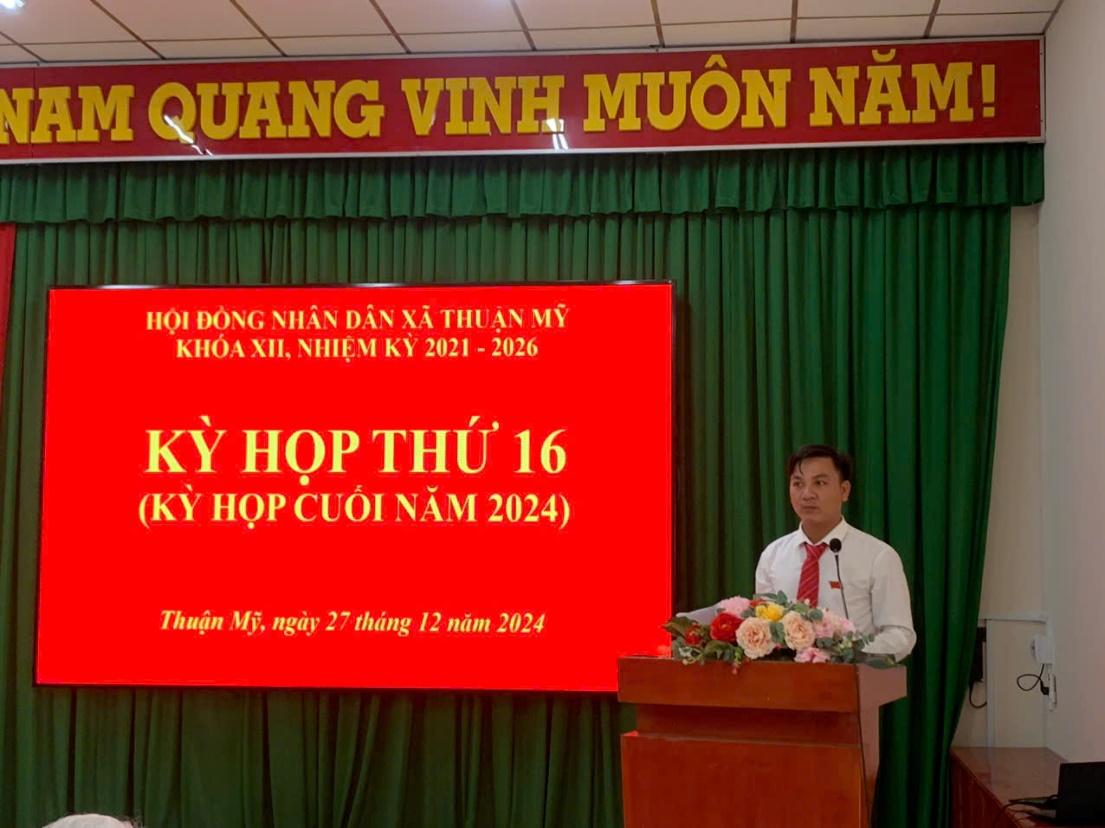 NAM QUANG VINH MUÔN NĂM!
HỘI ĐỒNG NHÂN DÂN XÃ THUẬN MỸ
KHÓA XII, NHIỆM KỲ 2021 - 2026
KỲ HỌP THỨ 16
(KỲ HỌP CUỐI NĂM 2024)
Thuận Mỹ, ngày 27 tháng 12 năm 2024